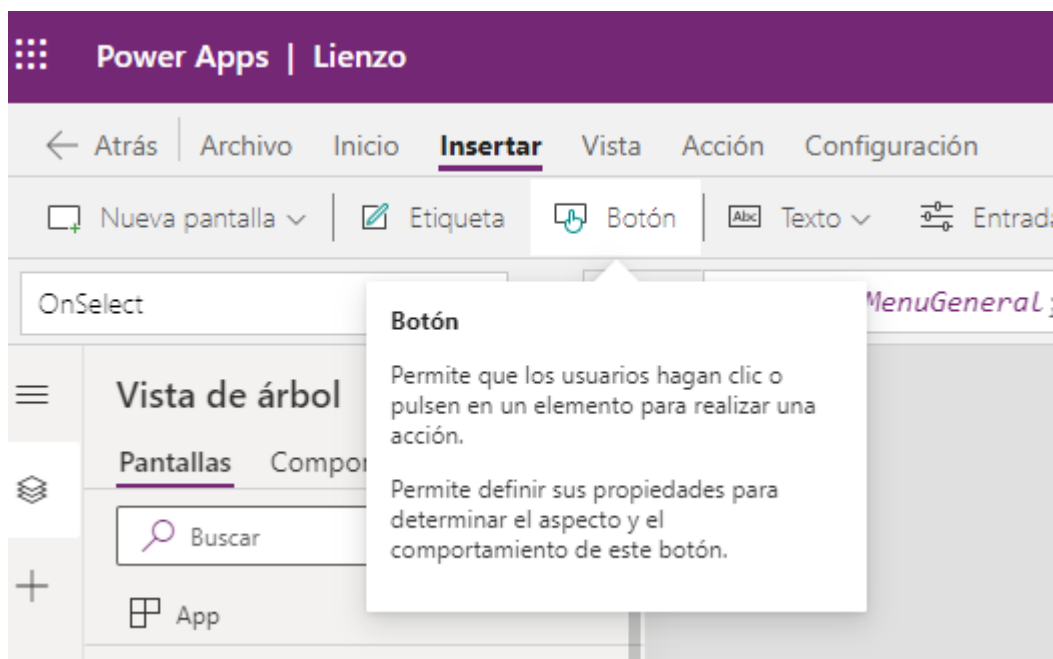 Power Apps | Lienzo
Atrás Archivo Inicio Insertar Vista Acción Configuración
Nueva pantalla Etiqueta Botón Abc Texto
OnSelect MenuGeneral;
Botón
Permite que los usuarios hagan clic o
pulsen en un elemento para realizar una
acción.
Permite definir sus propiedades para
determinar el aspecto y el
comportamiento de este botón.
Vista de árbol
Pantallas
Buscar
App